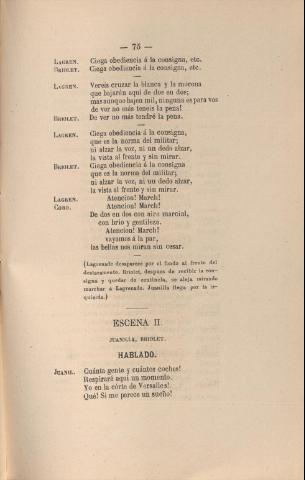 — 75 —
LAGREN. Ciega obediencia á la consigna, etc.
BRIOLET. Ciega obediencia á la consigna, etc.
LAGREN. Vereis cruzar la blanca y la morena
que bajarán aquí de dos en dos;
mas aunque bajen mil, ninguna es para vos
de ver no mas teneis la pena!
BRIOLET. De ver no más tendré la pena.
LAGREN. Ciega obediencia á la consigna,
que es la norma del militar;
ni alzar la voz, ni un dedo alzar,
la vista al frente y sin mirar.
BRIOLET. Ciega obediencia á la consigna
que es la norma del militar;
ni alzar la voz, ni un dedo alzar,
la vista al frente y sin mirar.
LAGREN. Atencion! March!
CORO. Atencion! March!
De dos en dos con aire marcial,
con brio y gentileza.
Atencion! March!
vayamos á la par,
las bellas nos miran sin cesar.
(Lagrenade desaparece por el fondo al frente del
destacamento. Briolet, despues de recibir la con-
signa y quedar de centinela, se aleja mirando
marchar á Lagrenade. Juanilla llega por la iz-
quierda.)
ESCENA II.
JUANILLA, BRIOLET.
HABLADO.
JUANIL. Cuánta gente y cuántos coches!
Respiraré aquí un momento.
Yo en la córte de Versalles!
Qué! Si me parece un sueño!